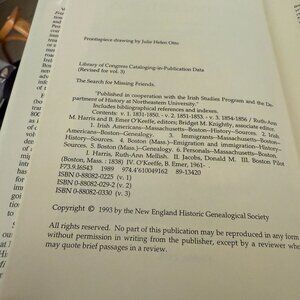 Frontispiece drawing by Julie Helen Otto
Library of Congress Cataloging-in-Publication Data
(Revised for vol. 3)
The Search for Missing Friends.
"Published in cooperation with the Irish Studies Program and the De-
partment of History at Northeastern University."
Includes bibliographical references and indexes.
Contents: v. 1. 1831-1850. - v. 2. 1851-1853. - v. 3. 1854-1856 / Ruth-Ann
M. Harris and B. Emer O'Keeffe, editors; Bridget M. Knightly, associate editor.
1. Irish Americans—Massachusetts—Boston—History—Sources. 2. Irish
Americans—Boston—Genealogy. 3. Immigrants—Massachusetts—Boston—
History—Sources. 4. Boston (Mass.)—Emigration and immigration—History—
Sources. 5. Boston (Mass.)—Genealogy. 6. Personals—Massachusetts—Boston.
I. Harris, Ruth-Ann Mellish. II. Jacobs, Donald M. III. Boston Pilot
(Boston, Mass. : 1838) IV. O'Keeffe, B. Emer, 1961-
F73.9.I6S43 1989 974.4'610049162 89-13420
ISBN 0-88082-0225 (v. 1)
ISBN 0-88082-029-2 (v. 2)
ISBN 0-88082-0330 (v. 3)
Copyright © 1993 by the New England Historic Genealogical Society
All rights reserved. No part of this publication may be reproduced in any form
without permission in writing from the publisher, except by a reviewer who
may quote brief passages in a review.